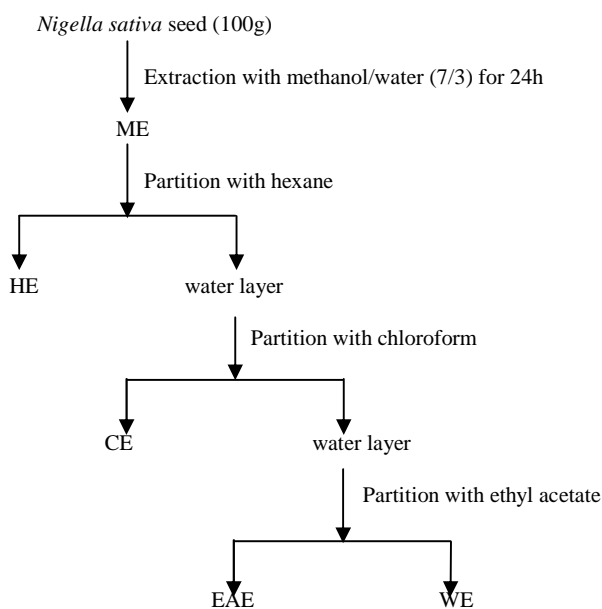 Nigella sativa seed (100g)
Extraction with methanol/water (7/3) for 24h
ME
Partition with hexane
HE
water layer
Partition with chloroform
CE
water layer
Partition with ethyl acetate
EAE
WE